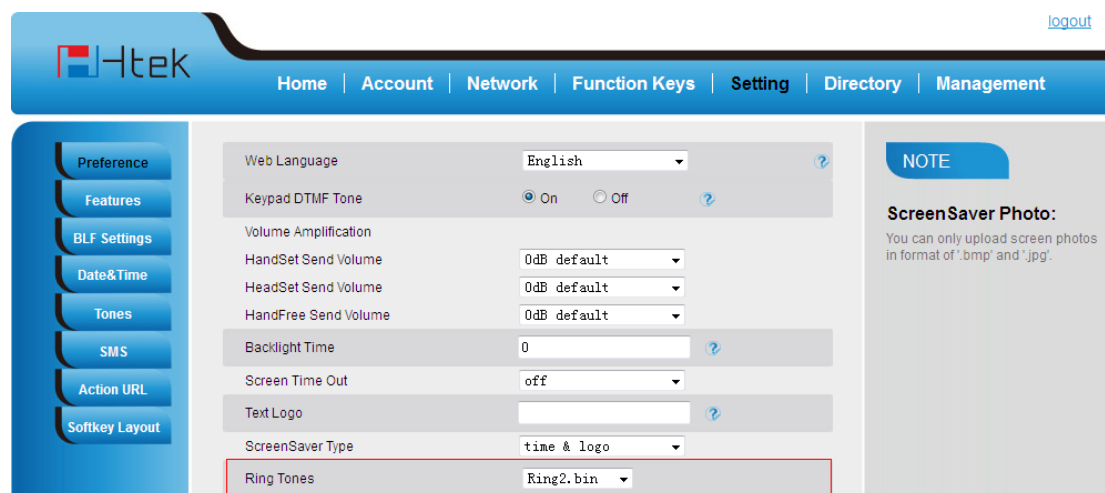 logout
Htek
Home | Account | Network | Function Keys | Setting | Directory | Management
Preference
Features
BLF Settings
Date&Time
Tones
SMS
Action URL
Softkey Layout
Web Language English
Keypad DTMF Tone On Off
Volume Amplification
HandSet Send Volume 0dB default
HeadSet Send Volume 0dB default
HandFree Send Volume 0dB default
Backlight Time 0
Screen Time Out off
Text Logo
ScreenSaver Type time & logo
Ring Tones Ring2.bin
NOTE
ScreenSaver Photo:
You can only upload screen photos
in format of'.bmp' and '.jpg'.